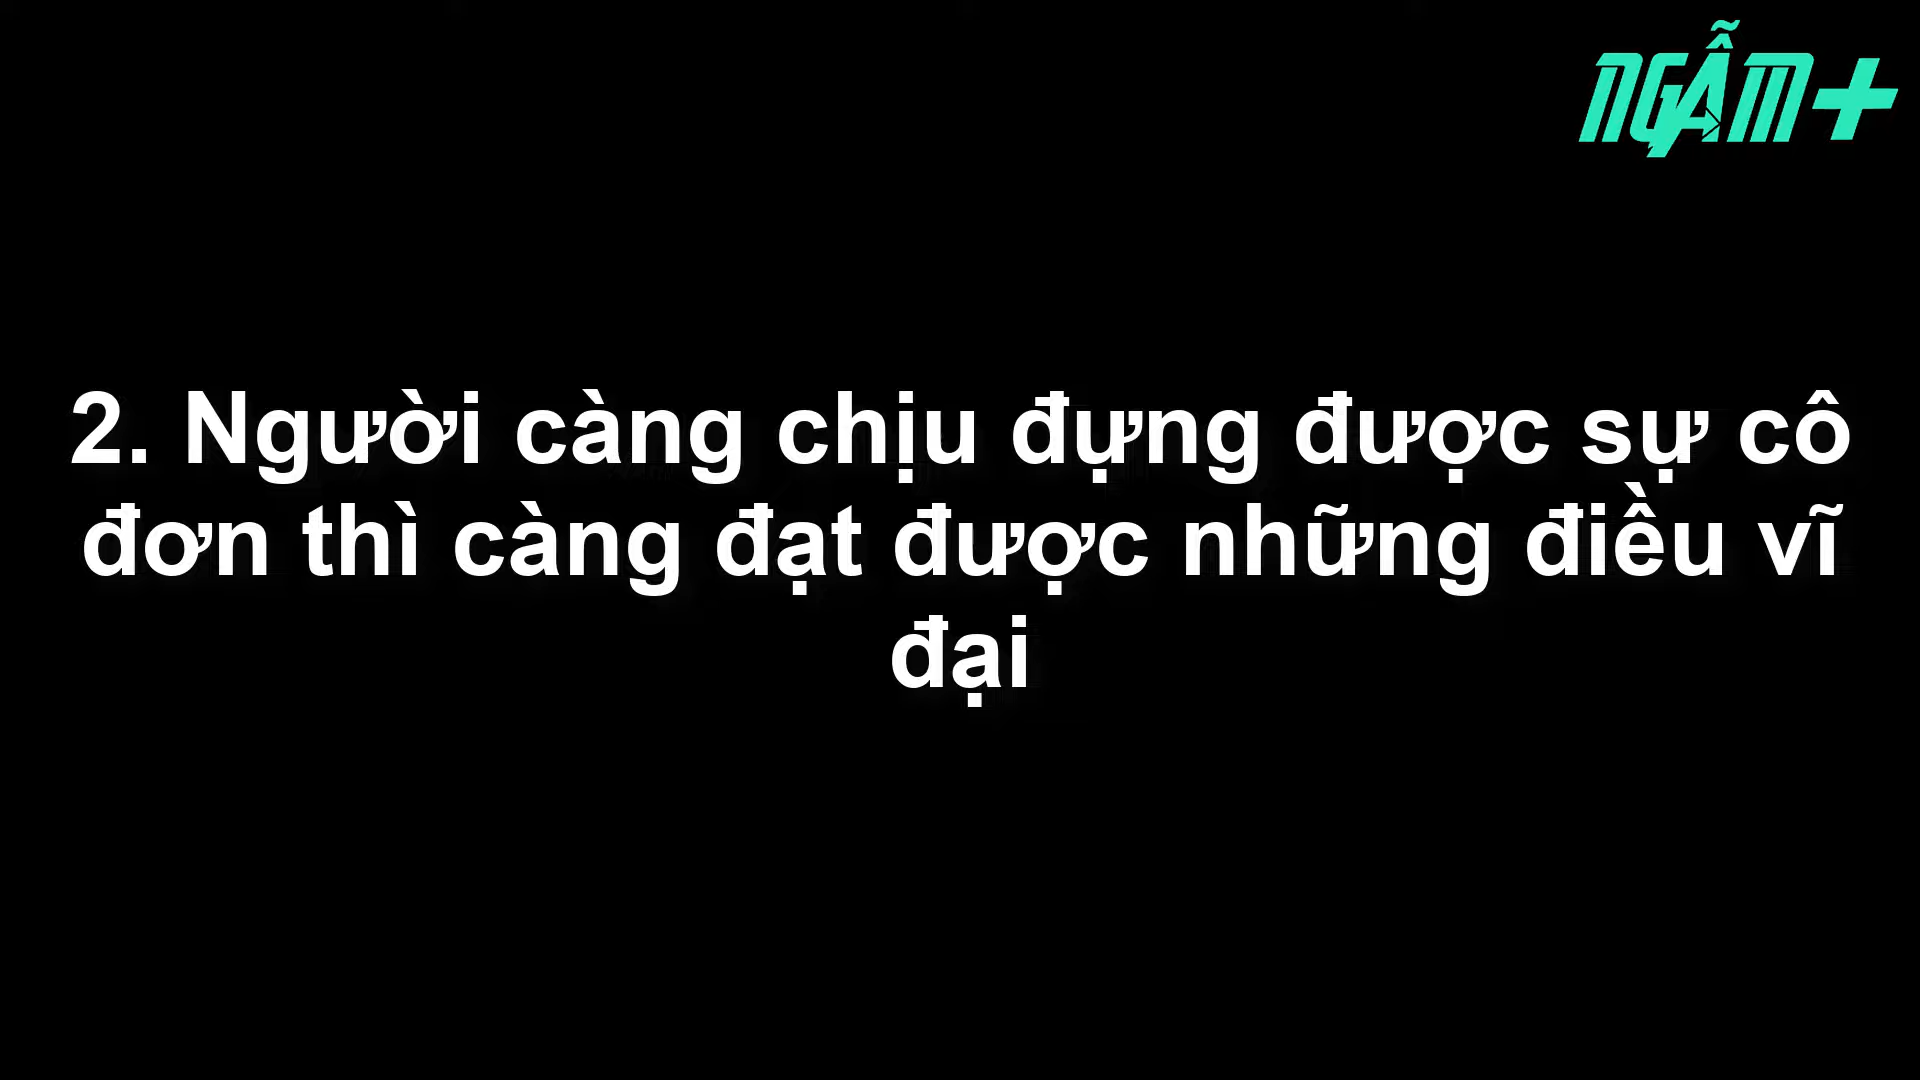 NGẪM+
2. Người càng chịu đựng được sự cô
đơn thì càng đạt được những điều vĩ
đại